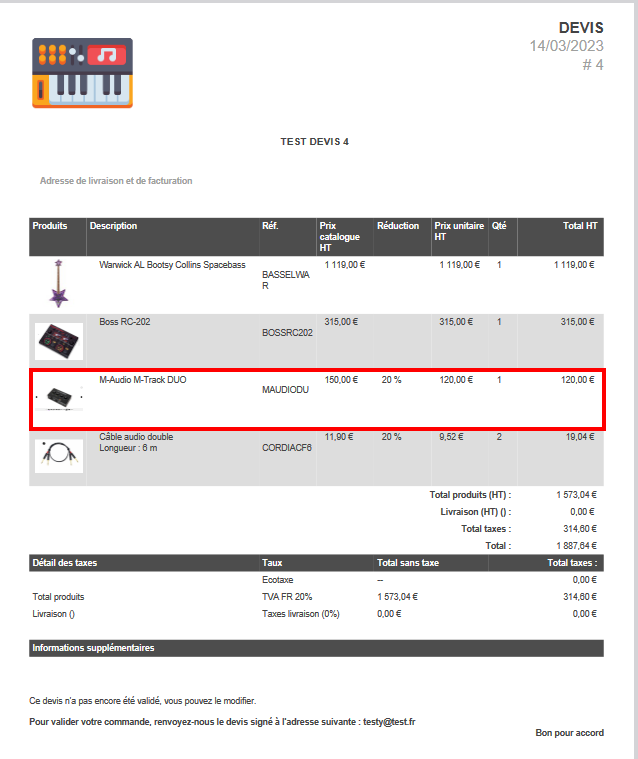 DEVIS
14/03/2023
# 4
TEST DEVIS 4
Adresse de livraison et de facturation
Produits Description Réf. Prix catalogue HT Réduction Prix unitaire HT Qté Total HT
Warwick AL Bootsy Collins Spacebass BASSELWA R 1 119,00 € 1 119,00 € 1 1 119,00 €
Boss RC-202 BOSSRC202 315,00 € 315,00 € 1 315,00 €
M-Audio M-Track DUO MAUDIODU 150,00 € 20 % 120,00 € 1 120,00 €
Câble audio double CORDIACF6 11,90 € 20 % 9,52 € 2 19,04 €
Longueur : 6 m
Total produits (HT) : 1 573,04 €
Livraison (HT) () : 0,00 €
Total taxes : 314,60 €
Total : 1 887,64 €
Détail des taxes Taux Total sans taxe Total taxes :
Ecotaxe -- 0,00 €
Total produits TVA FR 20% 1 573,04 € 314,60 €
Livraison () Taxes livraison (0%) 0,00 € 0,00 €
Informations supplémentaires
Ce devis n'a pas encore été validé, vous pouvez le modifier.
Pour valider votre commande, renvoyez-nous le devis signé à l'adresse suivante : testy@test.fr
Bon pour accord